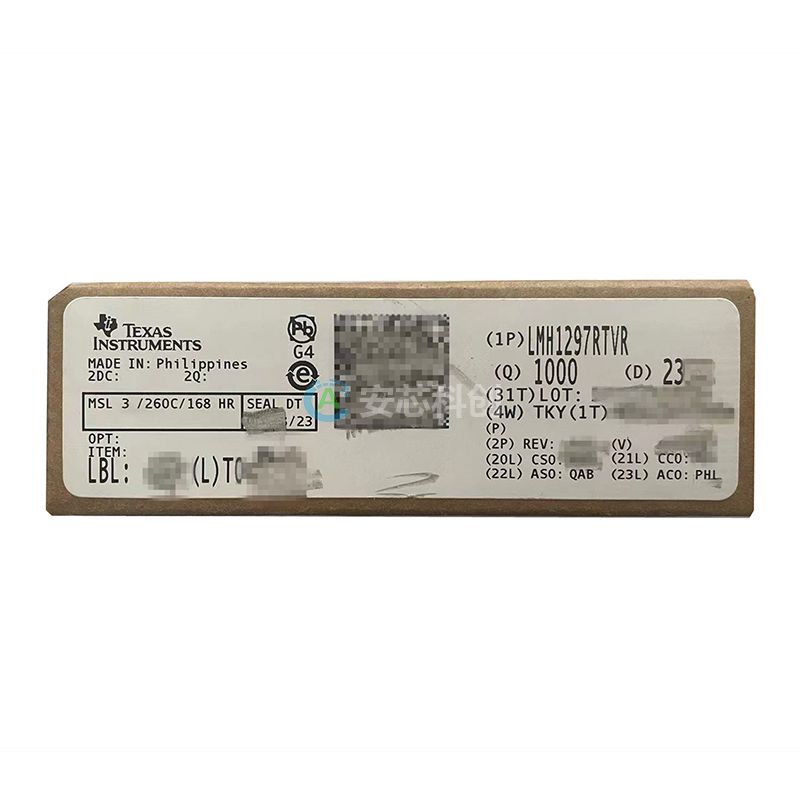 TEXAS
INSTRUMENTS
MADE IN: Philippines
2DC: 2Q:
MSL 3 /260C/168 HR SEAL DT
/23
OPT:
ITEM:
LBL: (L)TO
Pb
G4
e
安芯科创
(1P) LMH1297RTVR
(Q) 1000 (D) 23
(31T) LOT:
(4W) TKY(1T)
(P)
(2P) REV: (V)
(20L) CSO: (21L) CCO:
(22L) ASO: QAB (23L) ACO: PHL